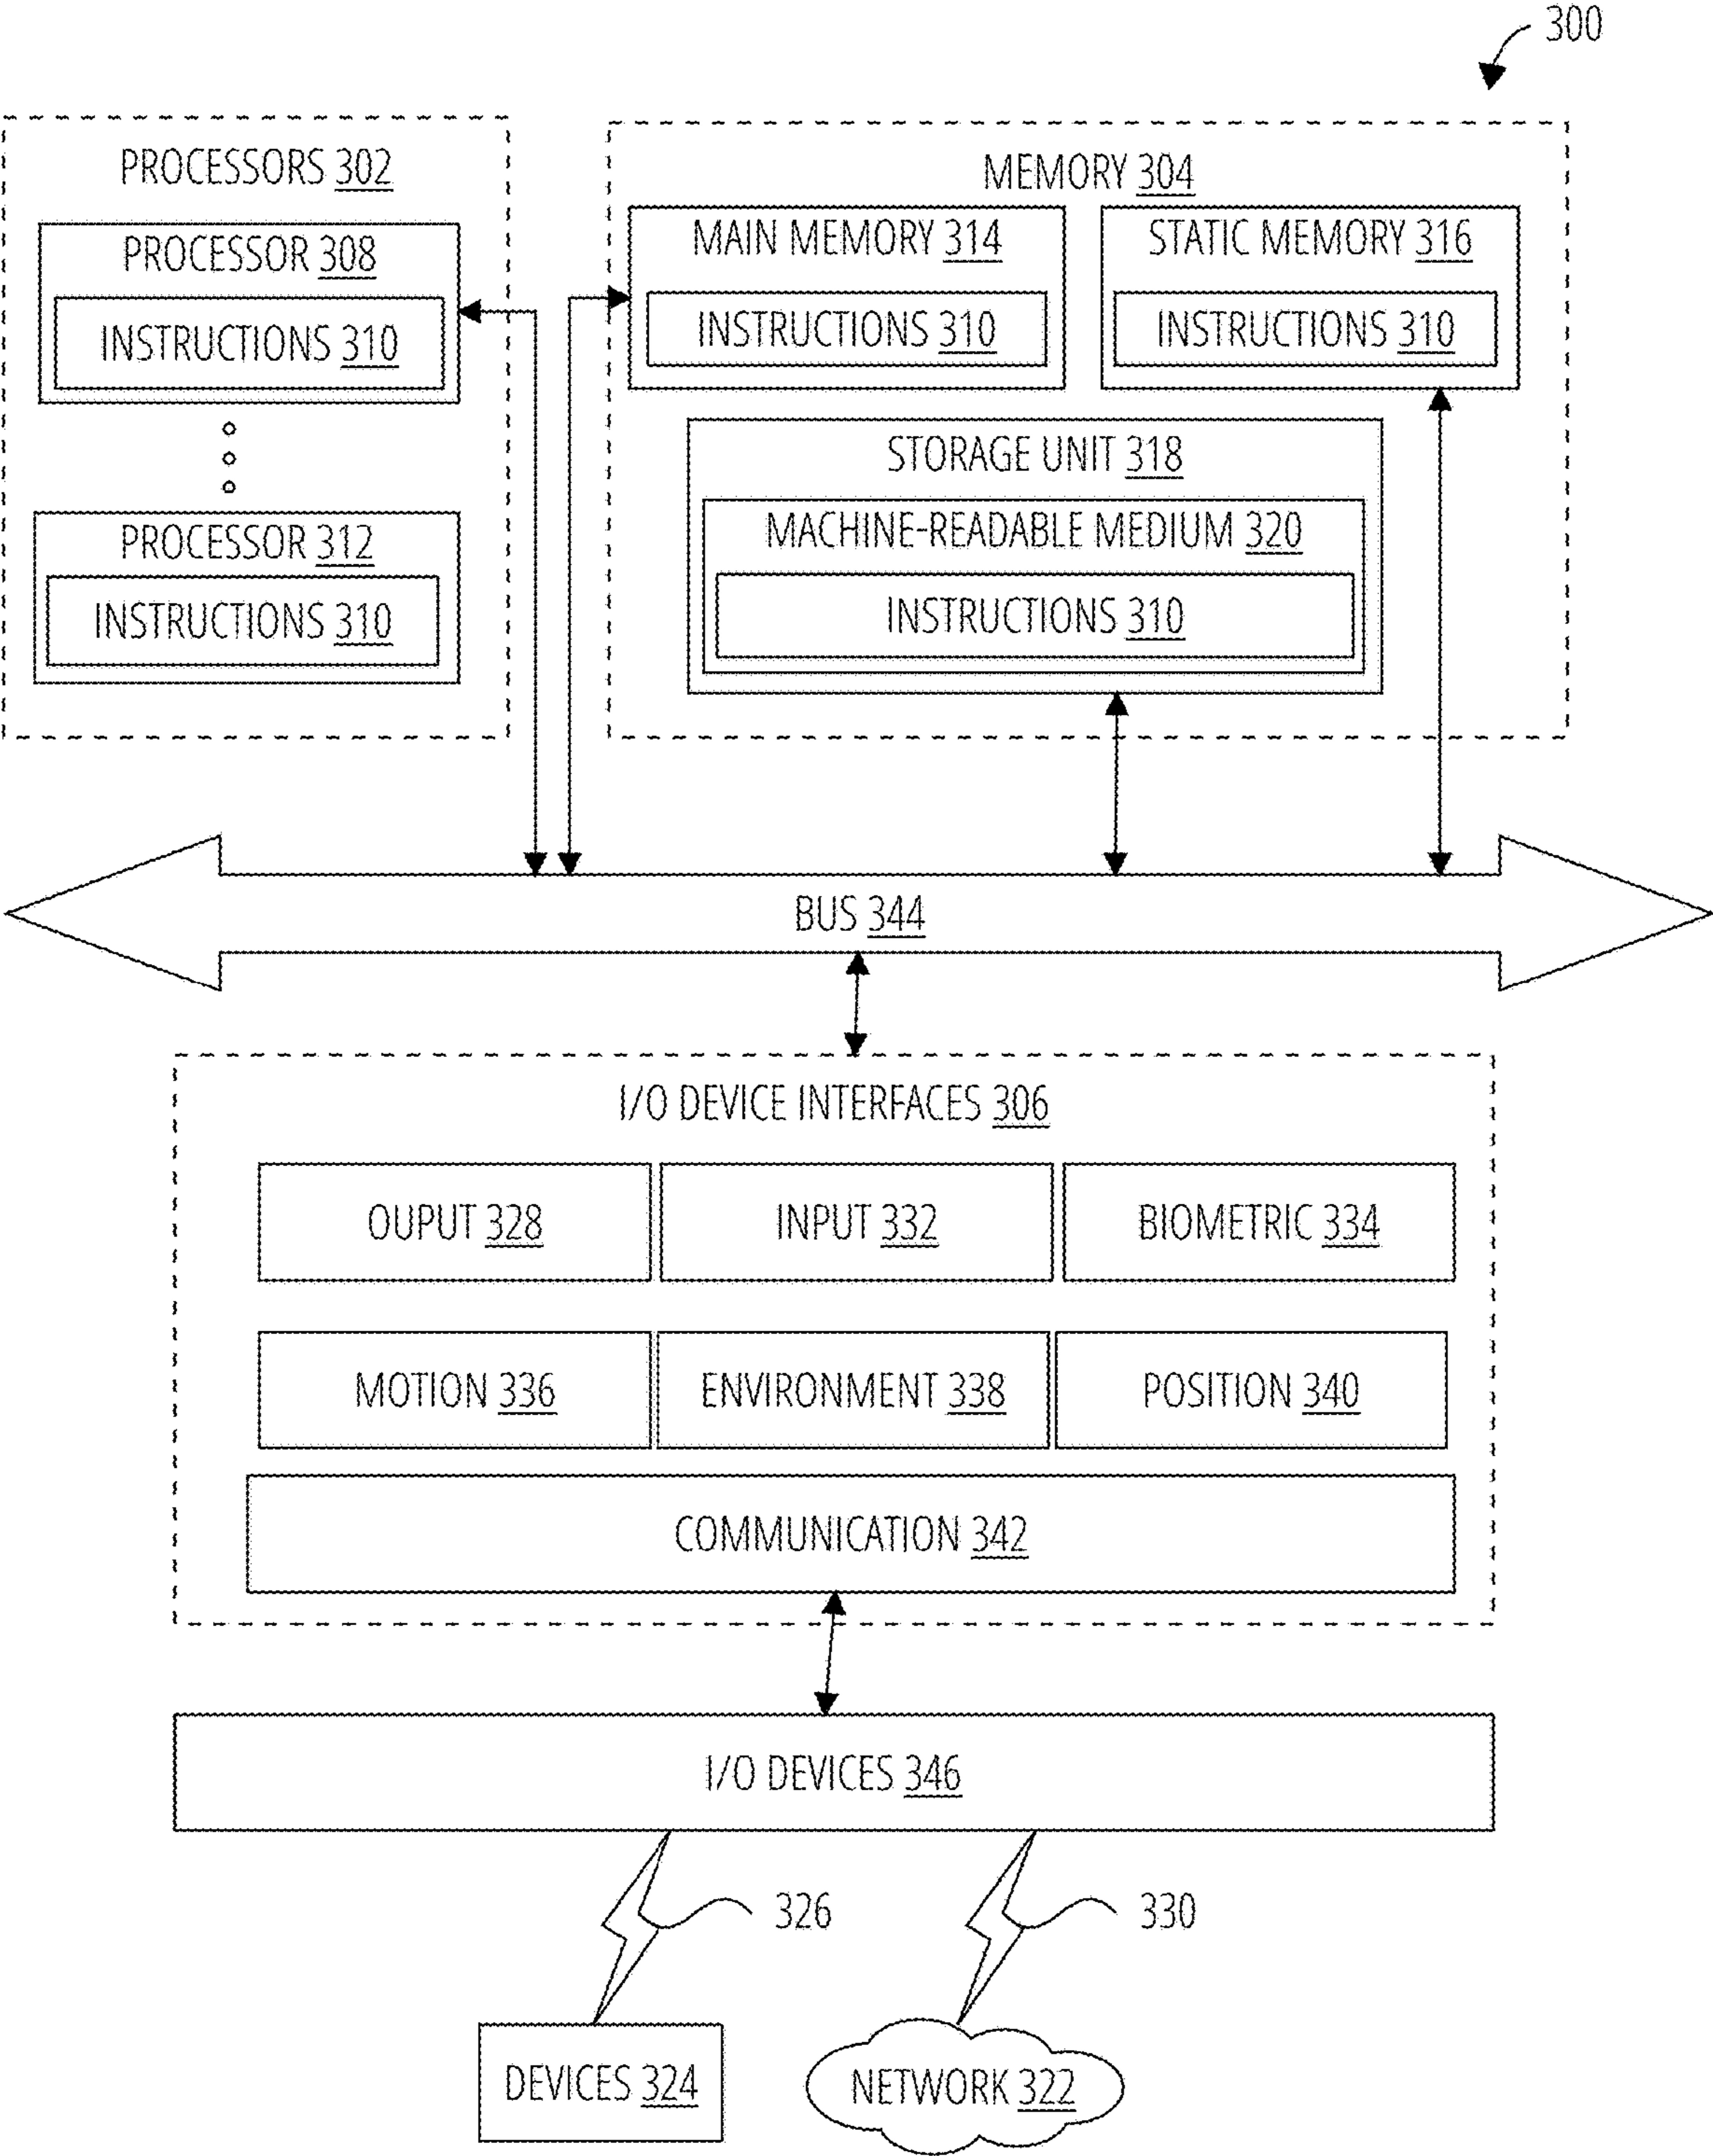 300
PROCESSORS 302
PROCESSOR 308
INSTRUCTIONS 310
PROCESSOR 312
INSTRUCTIONS 310
MEMORY 304
MAIN MEMORY 314
INSTRUCTIONS 310
STATIC MEMORY 316
INSTRUCTIONS 310
STORAGE UNIT 318
MACHINE-READABLE MEDIUM 320
INSTRUCTIONS 310
BUS 344
I/O DEVICE INTERFACES 306
OUPUT 328
INPUT 332
BIOMETRIC 334
MOTION 336
ENVIRONMENT 338
POSITION 340
COMMUNICATION 342
I/O DEVICES 346
326
330
DEVICES 324
NETWORK 322